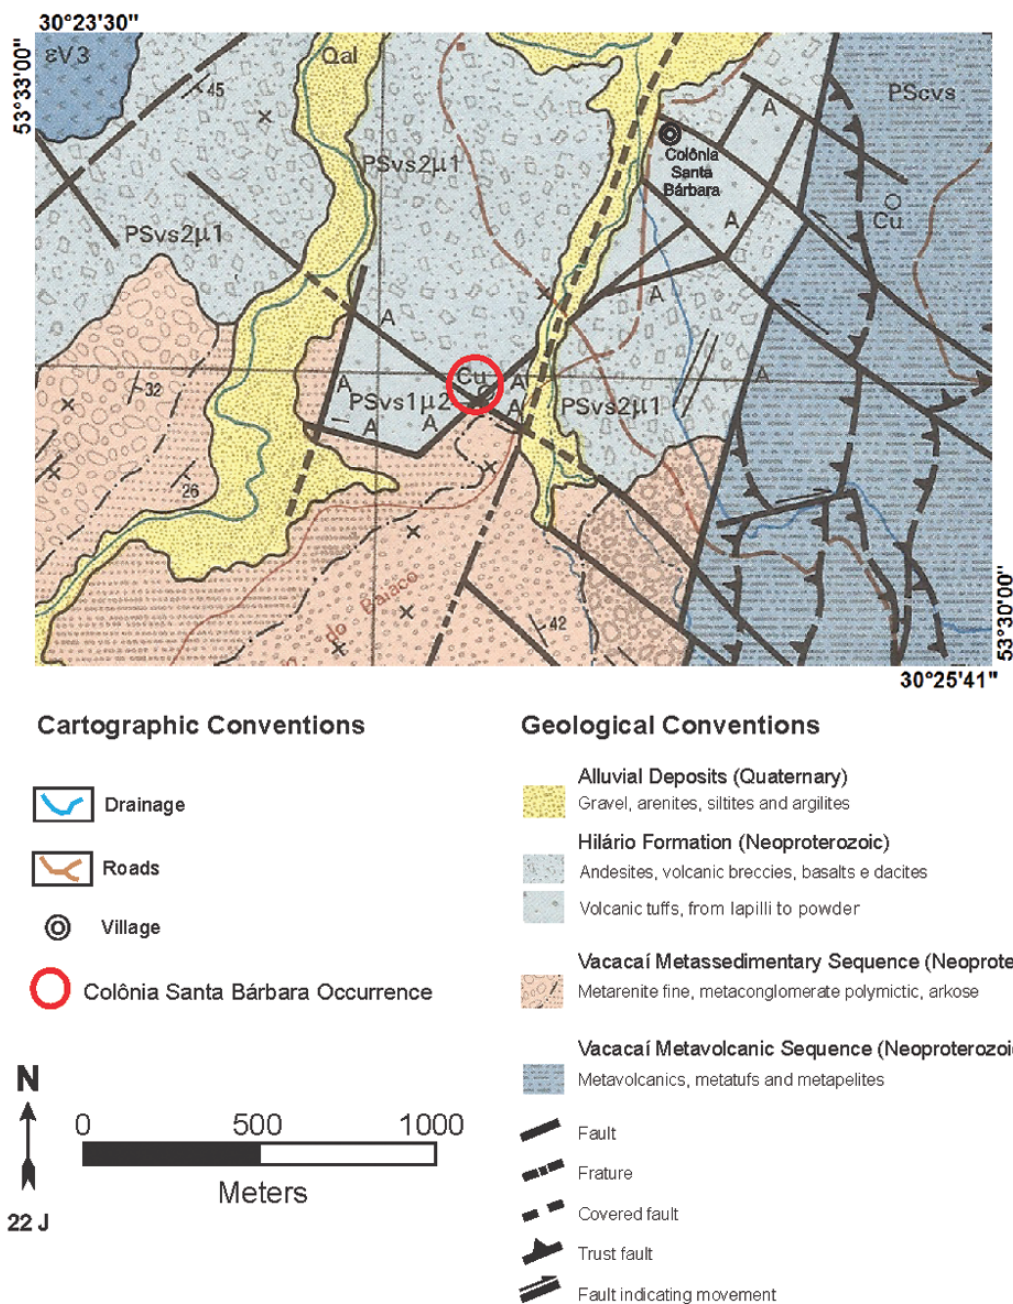 30°23'30"
53°33'00"
εV3
45
Qal
PScvs
A
Colônia
Santa
Bárbara
PSvs2µ1
Cu
A
PSvs2µ1
A
A
32
A
Cu
A
A
PSvs1µ2
A
PSvs2µ1
A
A
26
do
Baiaco
42
53°30'00"
30°25'41"
Cartographic Conventions
Drainage
Roads
Village
Colônia Santa Bárbara Occurrence
N
22 J
0 500 1000
Meters
Geological Conventions
Alluvial Deposits (Quaternary)
Gravel, arenites, siltites and argilites
Hilário Formation (Neoproterozoic)
Andesites, volcanic breccies, basalts e dacites
Volcanic tuffs, from lapilli to powder
Vacacaí Metassedimentary Sequence (Neoprote
Metarenite fine, metaconglomerate polymictic, arkose
Vacacaí Metavolcanic Sequence (Neoproterozoi
Metavolcanics, metatufs and metapelites
Fault
Frature
Covered fault
Trust fault
Fault indicating movement